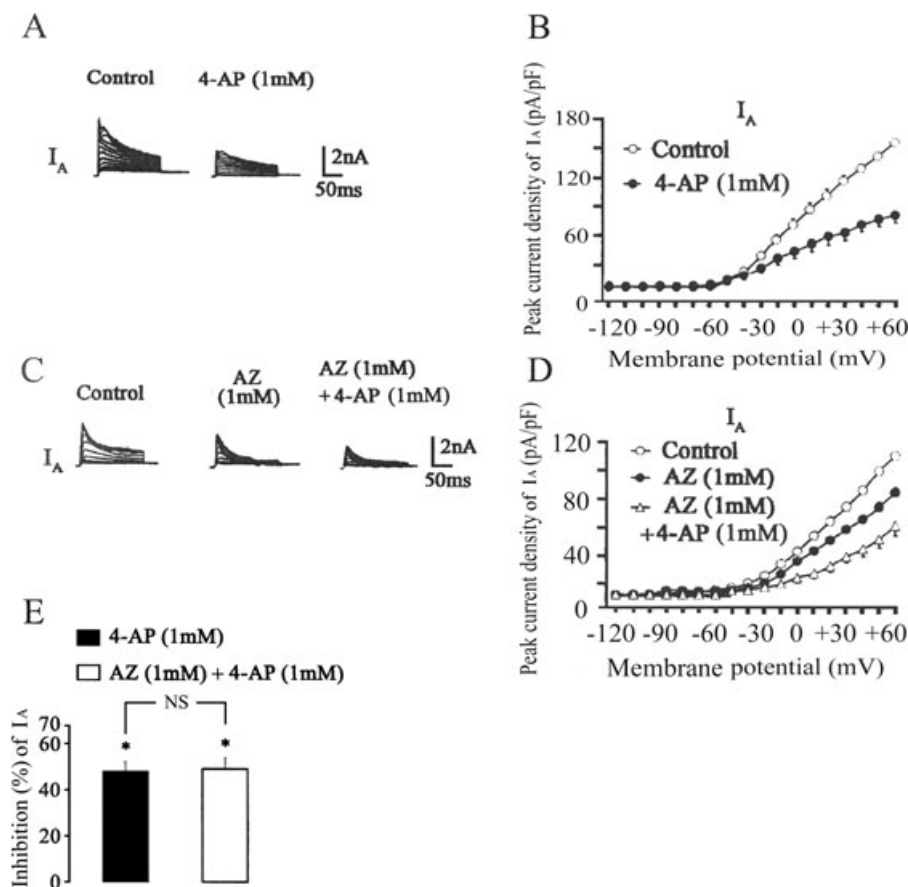 A
Control 4-AP (1mM)
I_A
2nA
50ms
B
Peak current density of I_A (pA/pF)
I_A
180
120
60
0
Control
4-AP (1mM)
-120 -90 -60 -30 0 +30 +60
Membrane potential (mV)
C
Control
AZ
(1mM)
AZ (1mM)
+4-AP (1mM)
I_A
2nA
50ms
D
Peak current density of I_A (pA/pF)
I_A
120
80
40
0
Control
AZ (1mM)
AZ (1mM)
+4-AP (1mM)
-120 -90 -60 -30 0 +30 +60
Membrane potential (mV)
E
4-AP (1mM)
AZ (1mM) + 4-AP (1mM)
Inhibition (%) of I_A
70
60
40
20
0
NS
* *